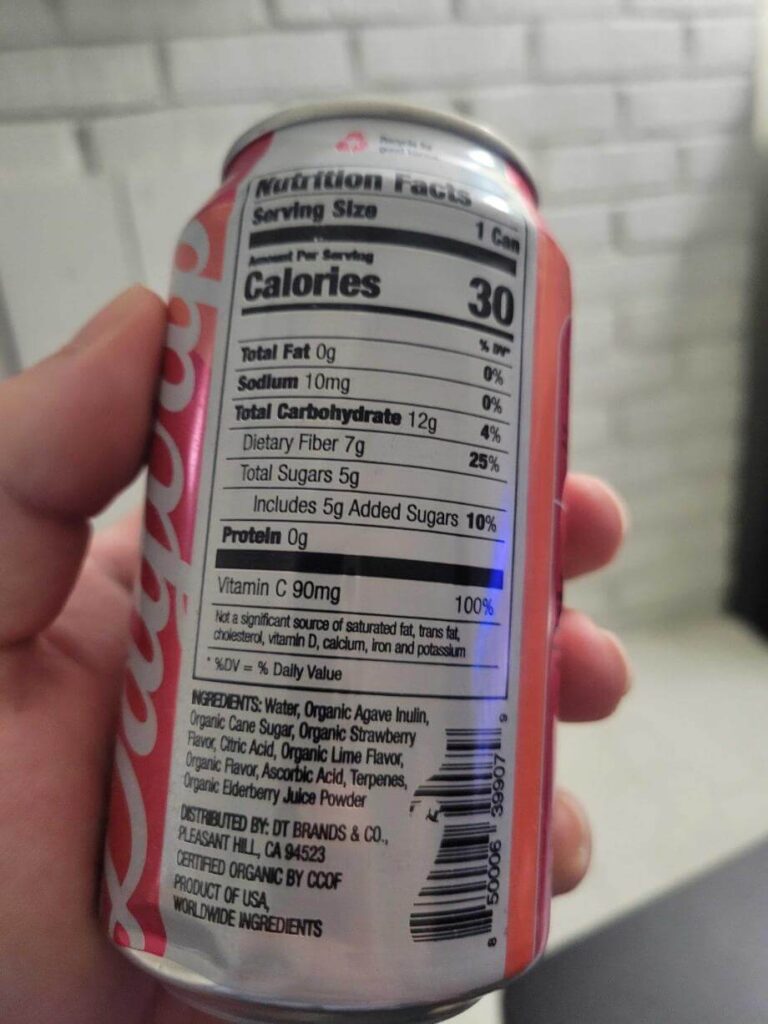 Recycle for
Nutrition Facts
Serving Size 1 Can
Amount Per Serving
Calories 30
% DV*
Total Fat 0g 0%
Sodium 10mg 0%
Total Carbohydrate 12g 4%
Dietary Fiber 7g 25%
Total Sugars 5g
Includes 5g Added Sugars 10%
Protein 0g
Vitamin C 90mg 100%
Not a significant source of saturated fat, trans fat,
cholesterol, vitamin D, calcium, iron and potassium
* %DV = % Daily Value
INGREDIENTS: Water, Organic Agave Inulin,
Organic Cane Sugar, Organic Strawberry
Flavor, Citric Acid, Organic Lime Flavor,
Organic Flavor, Ascorbic Acid, Terpenes,
Organic Elderberry Juice Powder
DISTRIBUTED BY: DT BRANDS & CO.,
PLEASANT HILL, CA 94523
CERTIFIED ORGANIC BY CCOF
PRODUCT OF USA,
WORLDWIDE INGREDIENTS
8 50006 39907 9